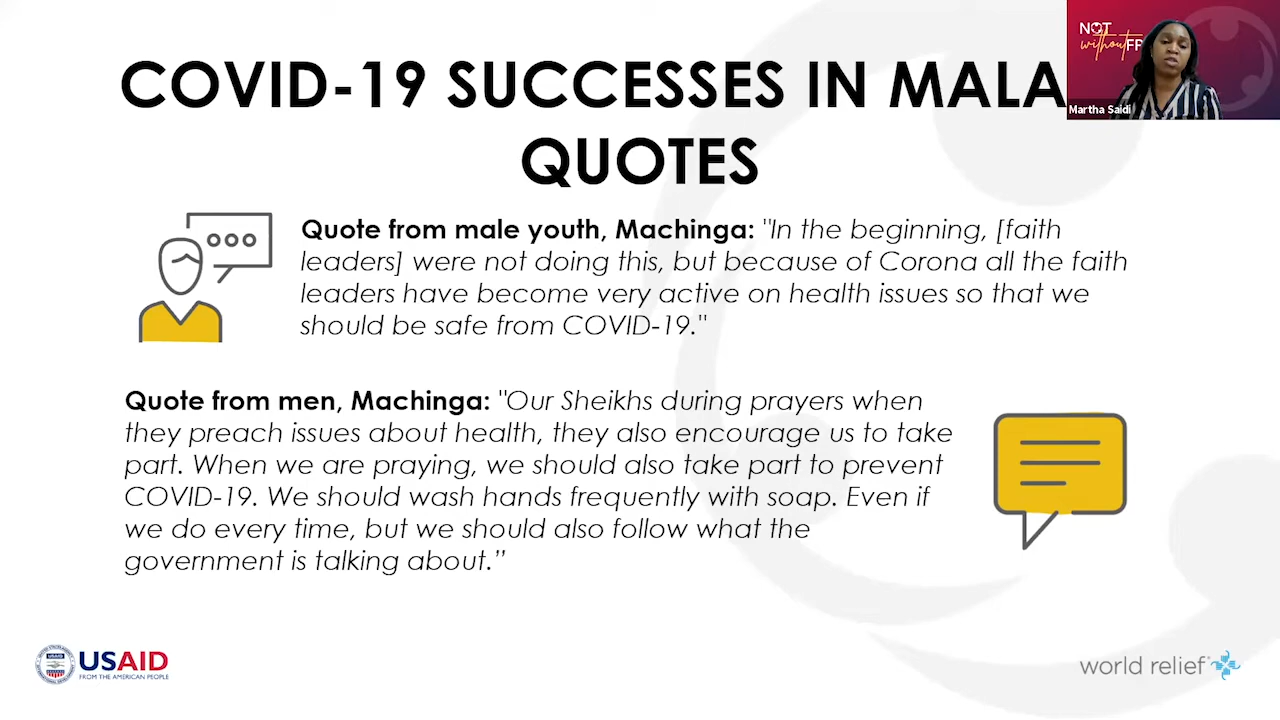 COVID-19 SUCCESSES IN MALA
QUOTES
NOT
without FP
Martha Saidi
Quote from male youth, Machinga: "In the beginning, [faith
leaders] were not doing this, but because of Corona all the faith
leaders have become very active on health issues so that we
should be safe from COVID-19."
Quote from men, Machinga: "Our Sheikhs during prayers when
they preach issues about health, they also encourage us to take
part. When we are praying, we should also take part to prevent
COVID-19. We should wash hands frequently with soap. Even if
we do every time, but we should also follow what the
government is talking about.”
USAID
FROM THE AMERICAN PEOPLE
world relief